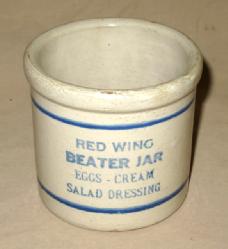 RED WING
BEATER JAR
EGGS - CREAM
SALAD DRESSING